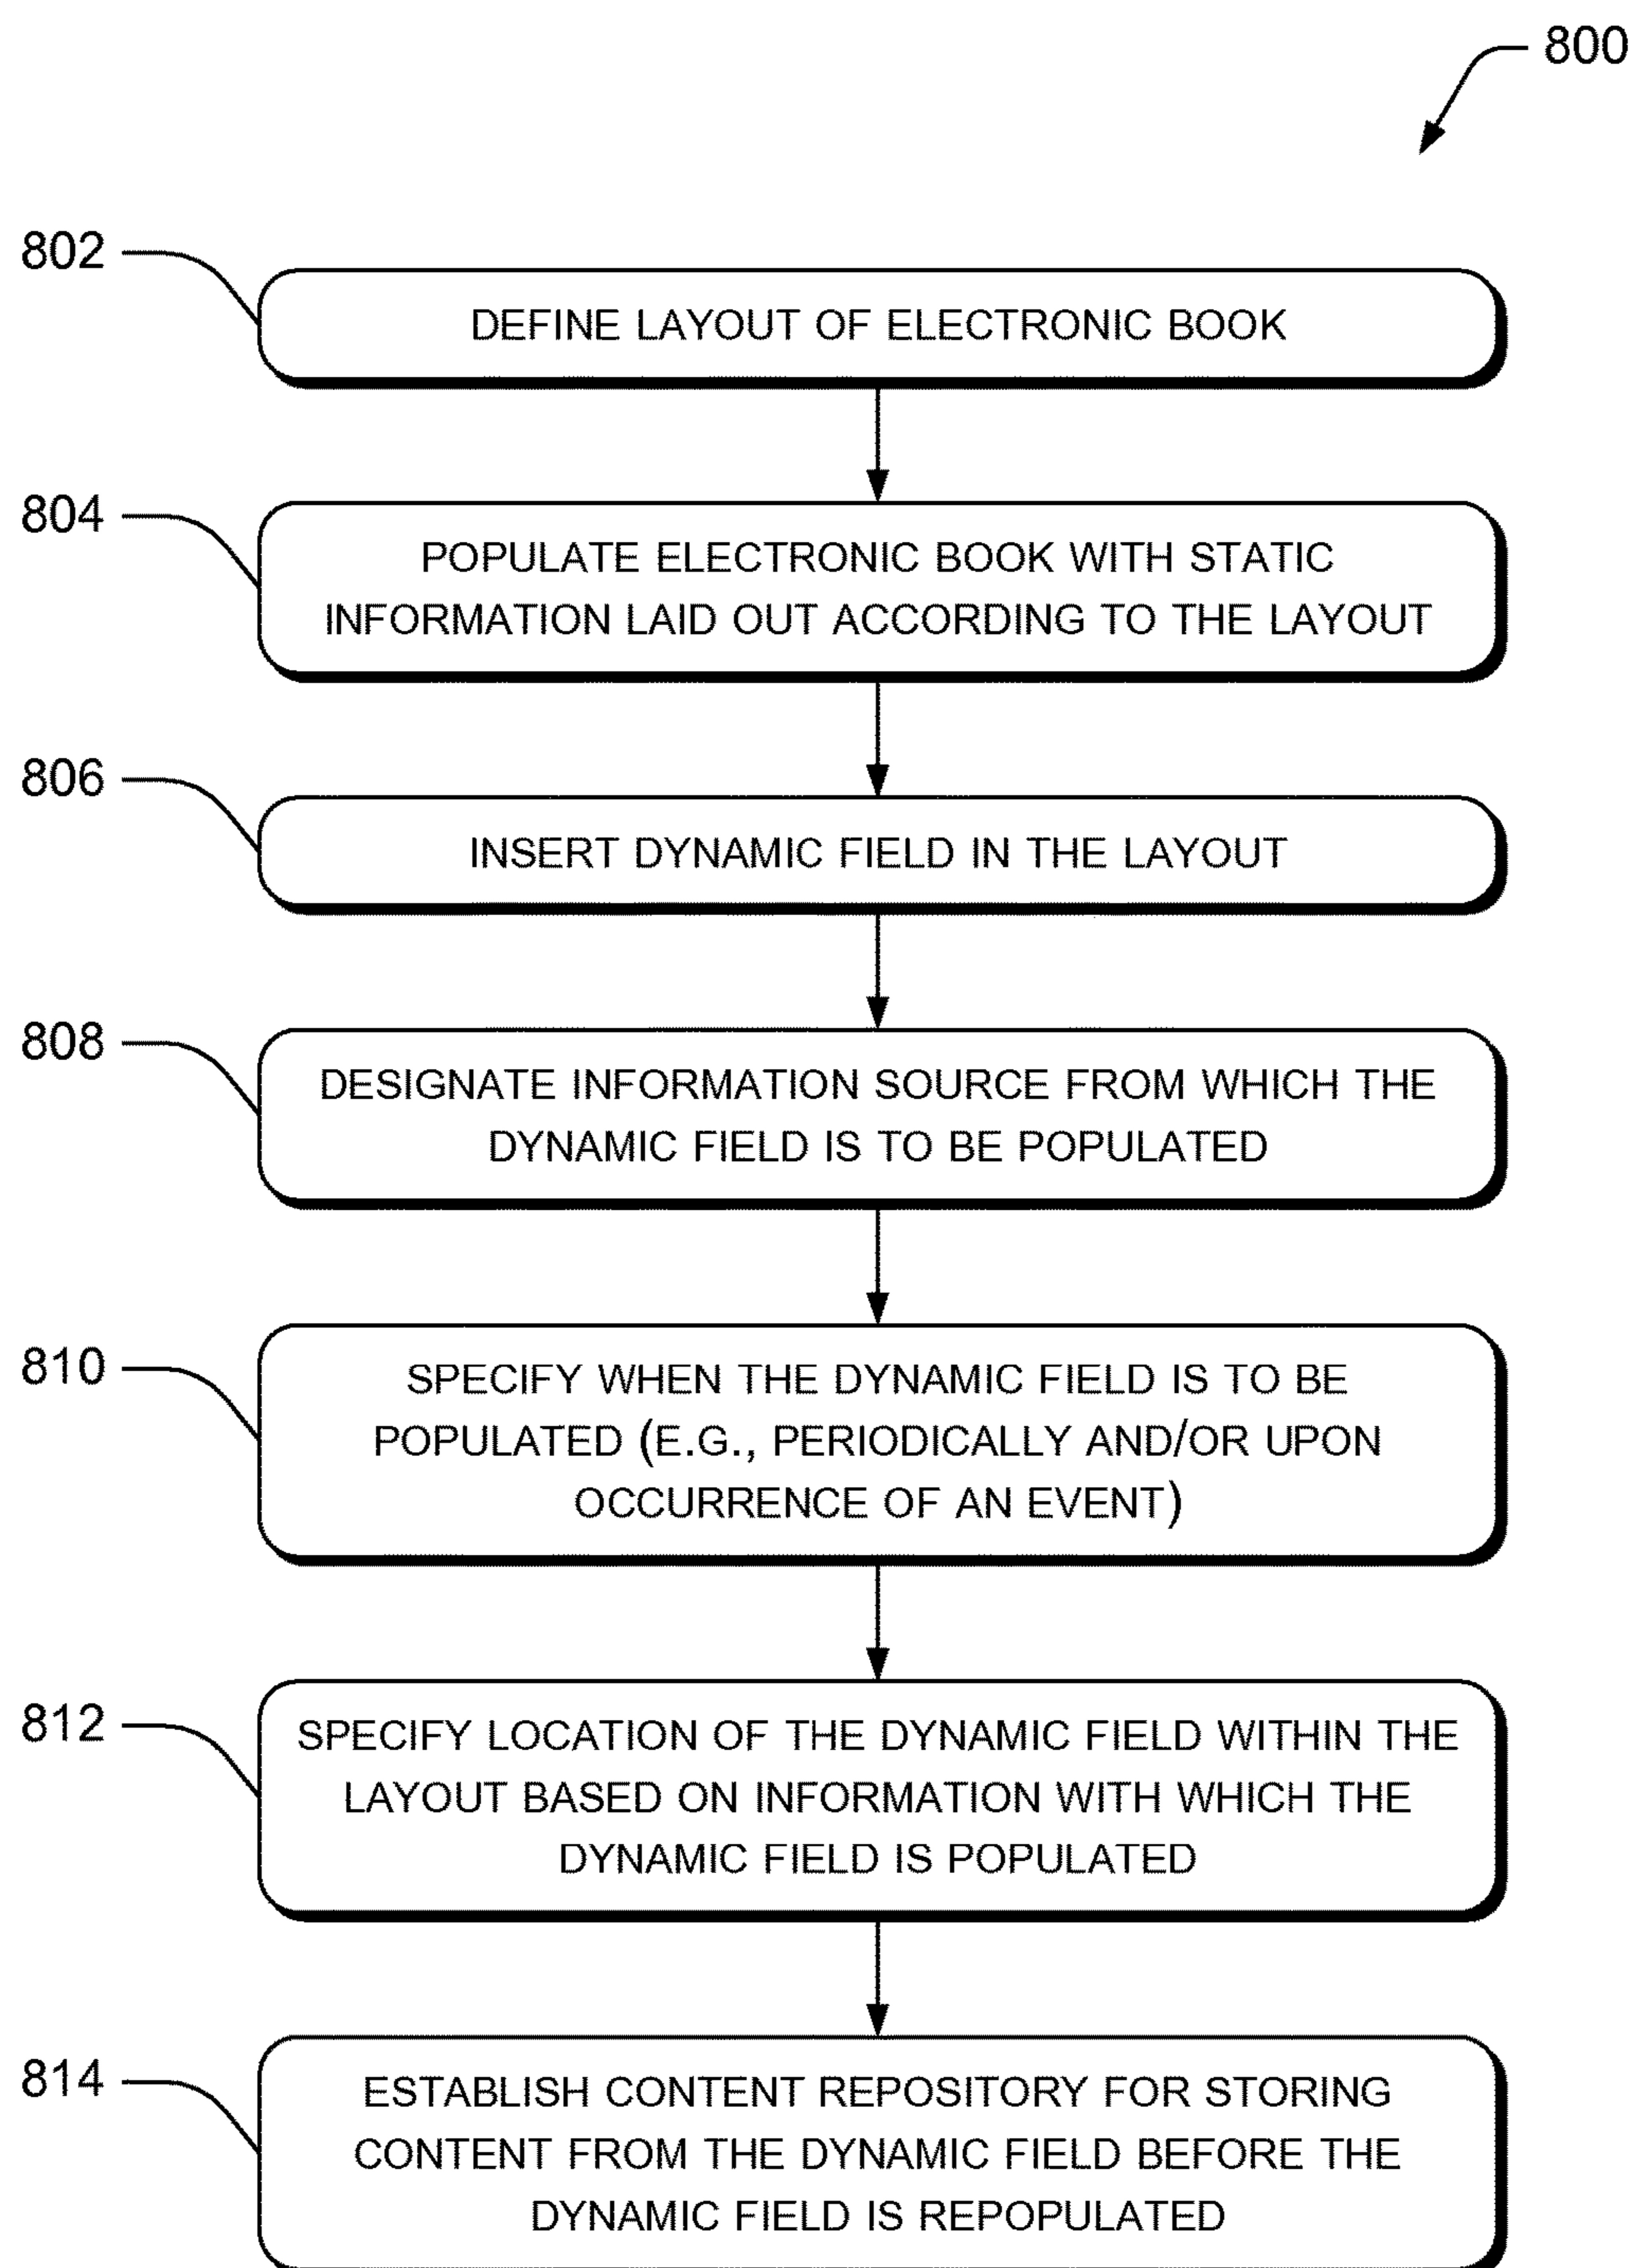 800
802
DEFINE LAYOUT OF ELECTRONIC BOOK
804
POPULATE ELECTRONIC BOOK WITH STATIC
INFORMATION LAID OUT ACCORDING TO THE LAYOUT
806
INSERT DYNAMIC FIELD IN THE LAYOUT
808
DESIGNATE INFORMATION SOURCE FROM WHICH THE
DYNAMIC FIELD IS TO BE POPULATED
810
SPECIFY WHEN THE DYNAMIC FIELD IS TO BE
POPULATED (E.G., PERIODICALLY AND/OR UPON
OCCURRENCE OF AN EVENT)
812
SPECIFY LOCATION OF THE DYNAMIC FIELD WITHIN THE
LAYOUT BASED ON INFORMATION WITH WHICH THE
DYNAMIC FIELD IS POPULATED
814
ESTABLISH CONTENT REPOSITORY FOR STORING
CONTENT FROM THE DYNAMIC FIELD BEFORE THE
DYNAMIC FIELD IS REPOPULATED